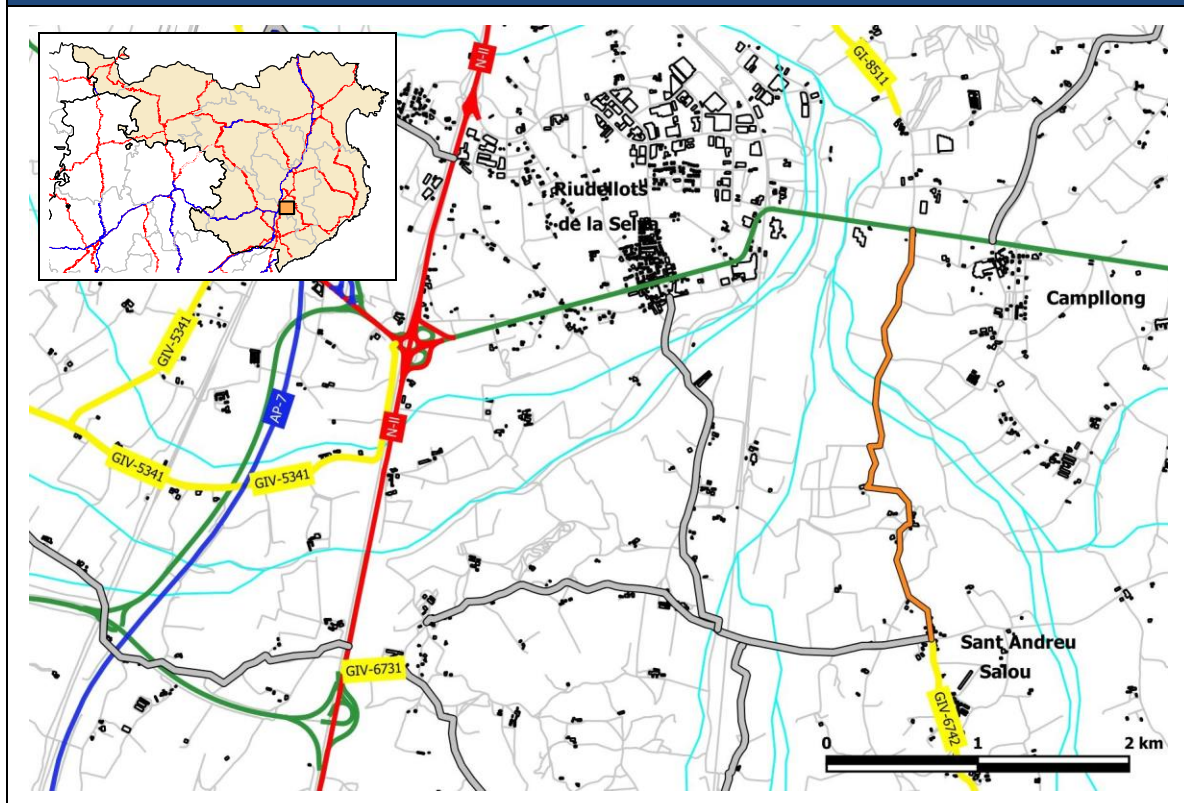 N-II
GI-8511
Riudellots
de la Selva
Campllong
GIV-5341
AP-7
N-II
GIV-5341
GIV-5341
Sant Andreu
Salou
GIV-6731
GIV-6742
0 1 2 km